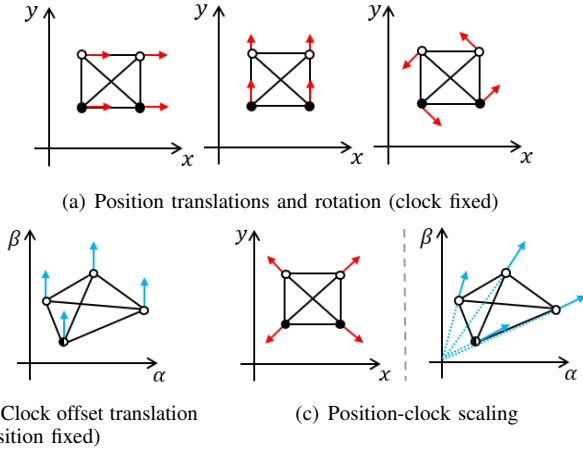 y
y
y
x
x
x
(a) Position translations and rotation (clock fixed)
β
y
β
α
x
α
Clock offset translation
(c) Position-clock scaling
sition fixed)